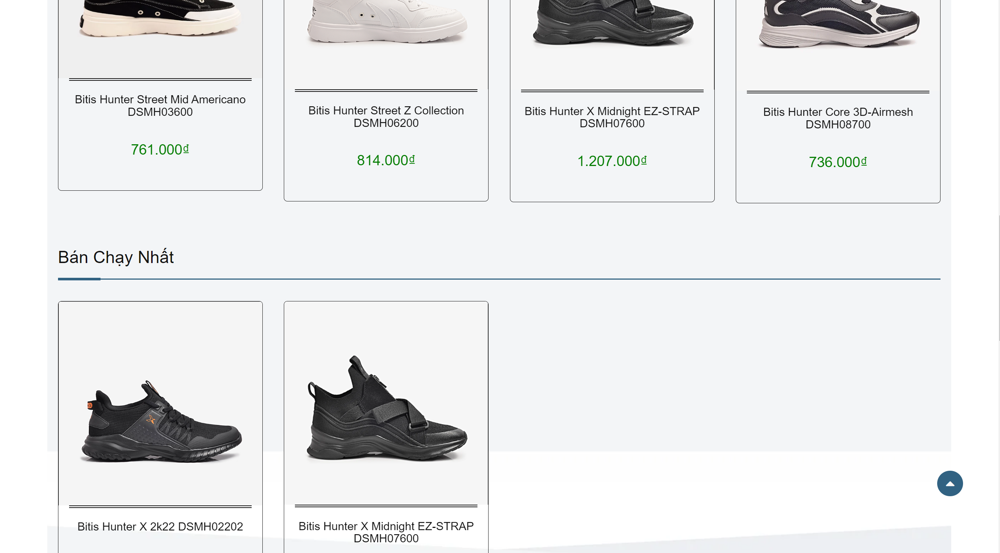 Bitis Hunter Street Mid Americano
DSMH03600
761.000₫
Bitis Hunter Street Z Collection
DSMH06200
814.000₫
Bitis Hunter X Midnight EZ-STRAP
DSMH07600
1.207.000₫
Bitis Hunter Core 3D-Airmesh
DSMH08700
736.000₫
Bán Chạy Nhất
Bitis Hunter X 2k22 DSMH02202
Bitis Hunter X Midnight EZ-STRAP
DSMH07600